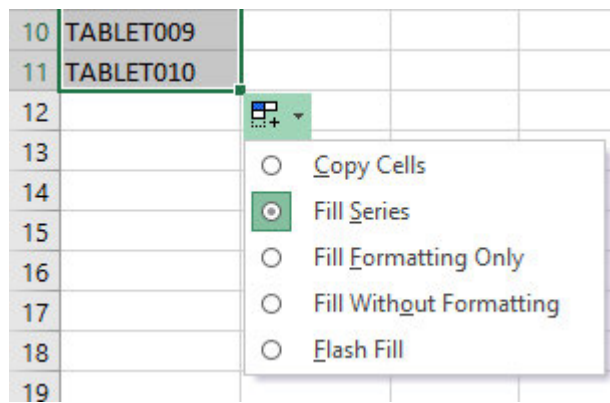 10 TABLET009
11 TABLET010
12
13
Copy Cells
14
Fill Series
15
Fill Formatting Only
16
17
Fill Without Formatting
18
Flash Fill
19